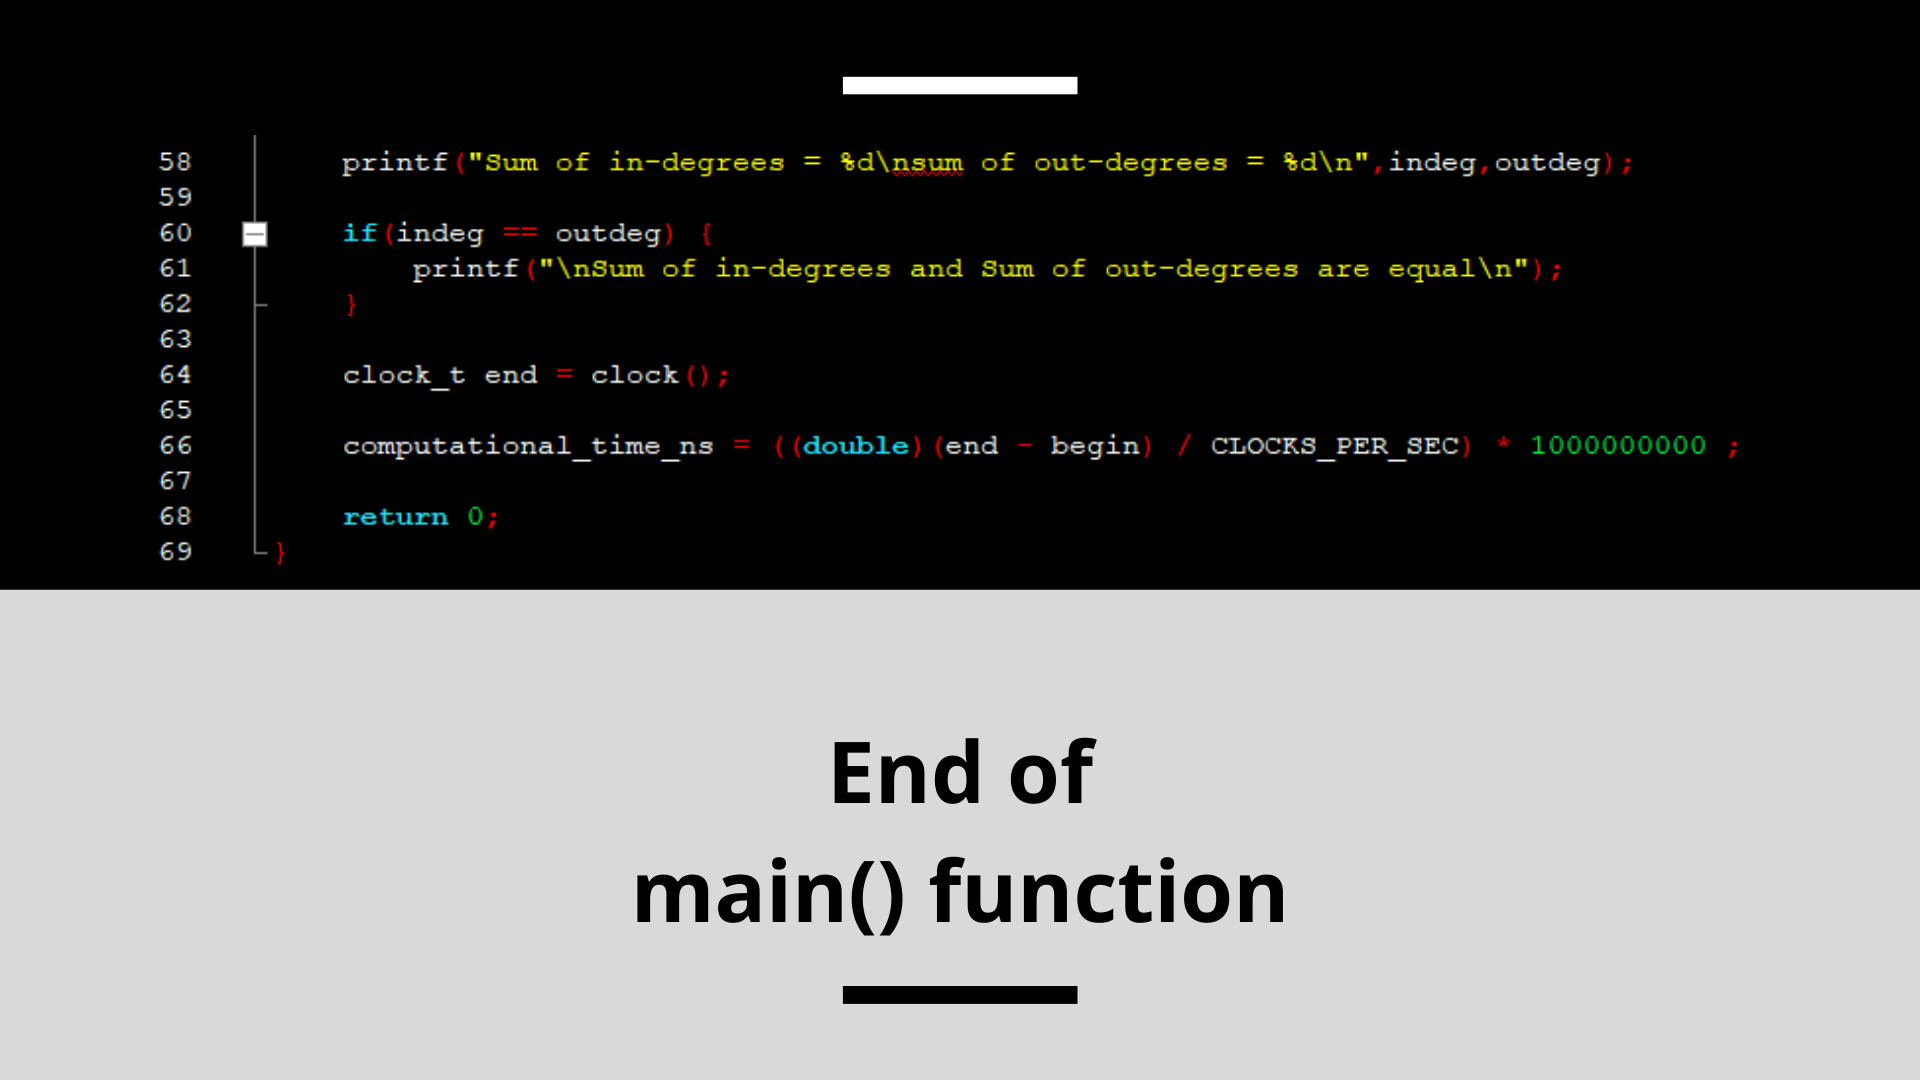 58 printf("Sum of in-degrees = %d\nsum of out-degrees = %d\n",indeg,outdeg);
59
60 if(indeg == outdeg) {
61 printf("\nSum of in-degrees and Sum of out-degrees are equal\n");
62 }
63
64 clock_t end = clock();
65
66 computational_time_ns = ((double)(end - begin) / CLOCKS_PER_SEC) * 1000000000 ;
67
68 return 0;
69 }
End of
main() function